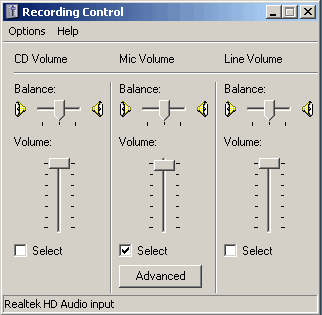 Recording Control
Options Help
CD Volume Mic Volume Line Volume
Balance: Balance: Balance:
Volume: Volume: Volume:
Select Select Select
Advanced
Realtek HD Audio input